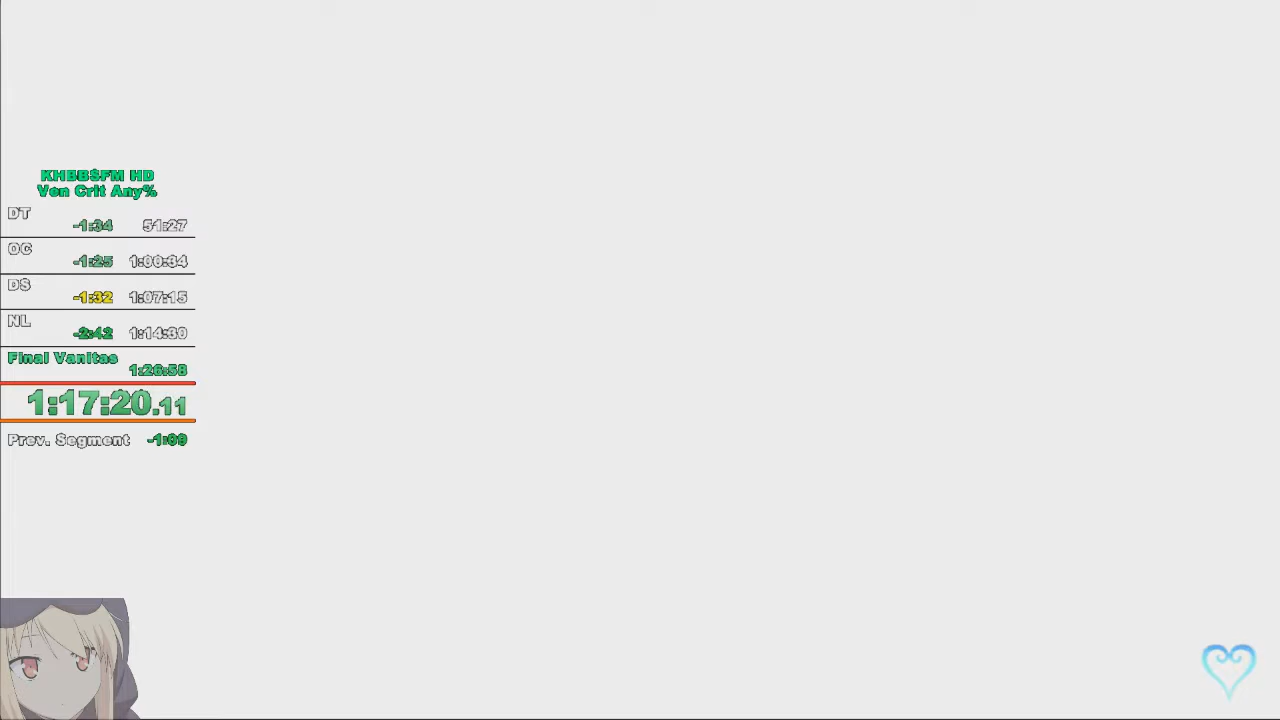 KHBBSFM HD
Ven Crit Any%
DT
-1:34 51:27
OC
-1:25 1:00:34
DS
-1:32 1:07:15
NL
-2:42 1:14:30
Final Vanitas
1:26:58
1:17:20.11
Prev. Segment -1:09